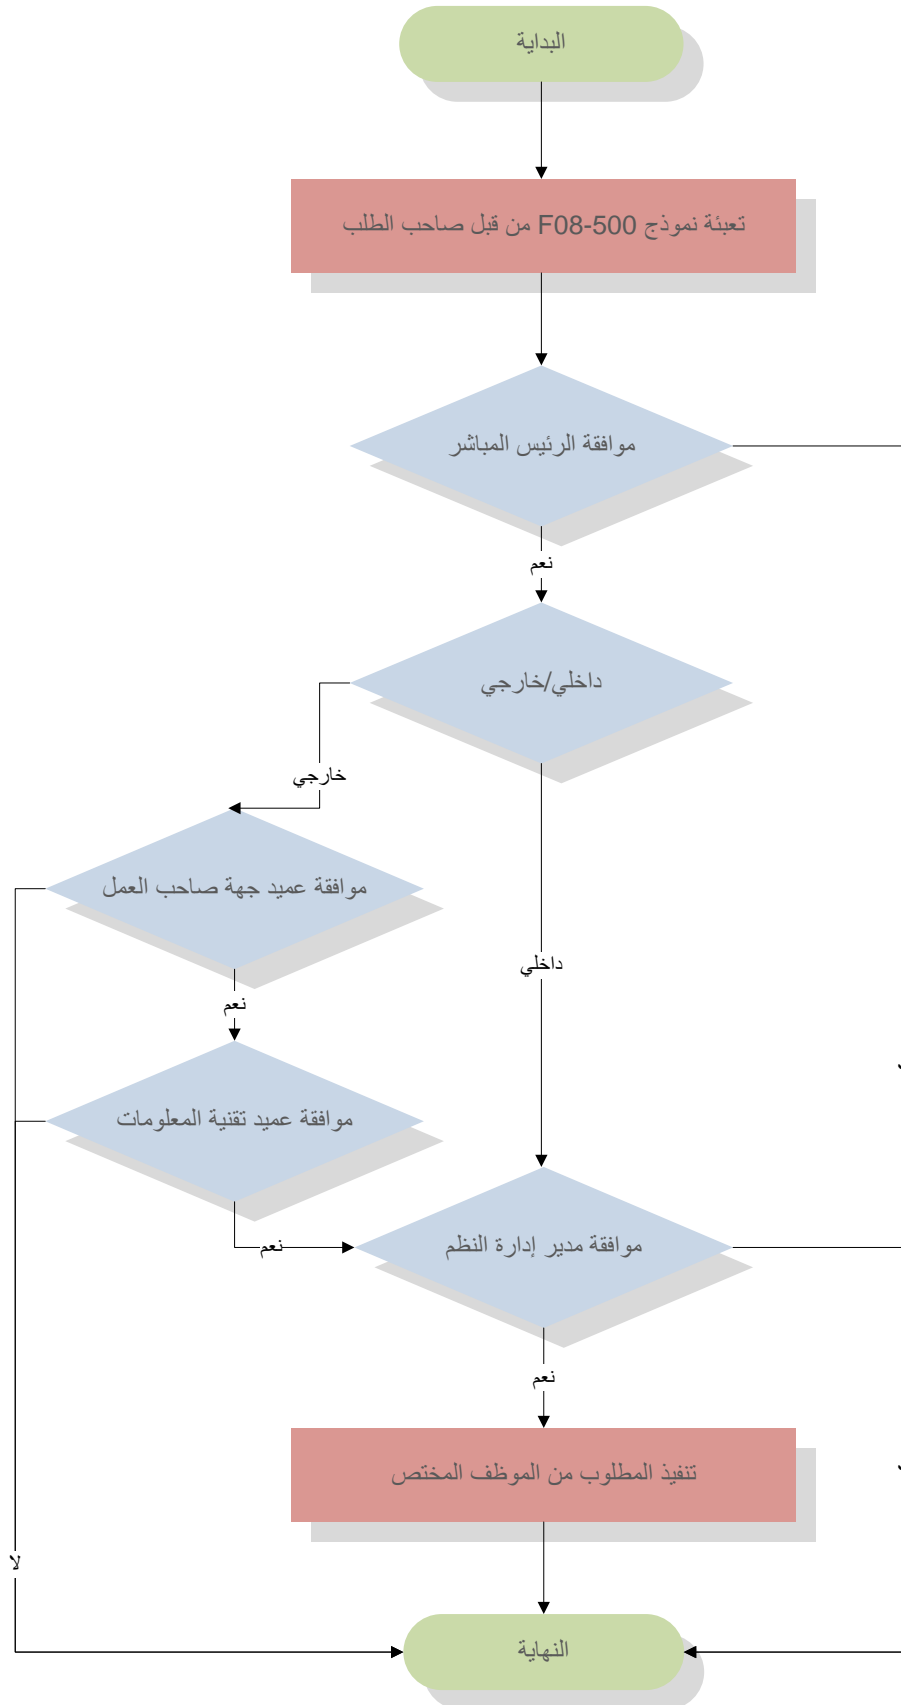 البداية
تعبئة نموذج F08-500 من قبل صاحب الطلب
موافقة الرئيس المباشر
نعم
داخلي/خارجي
خارجي
موافقة عميد جهة صاحب العمل
داخلي
نعم
موافقة عميد تقنية المعلومات
موافقة مدير إدارة النظم
نعم
نعم
تنفيذ المطلوب من الموظف المختص
لا
النهاية